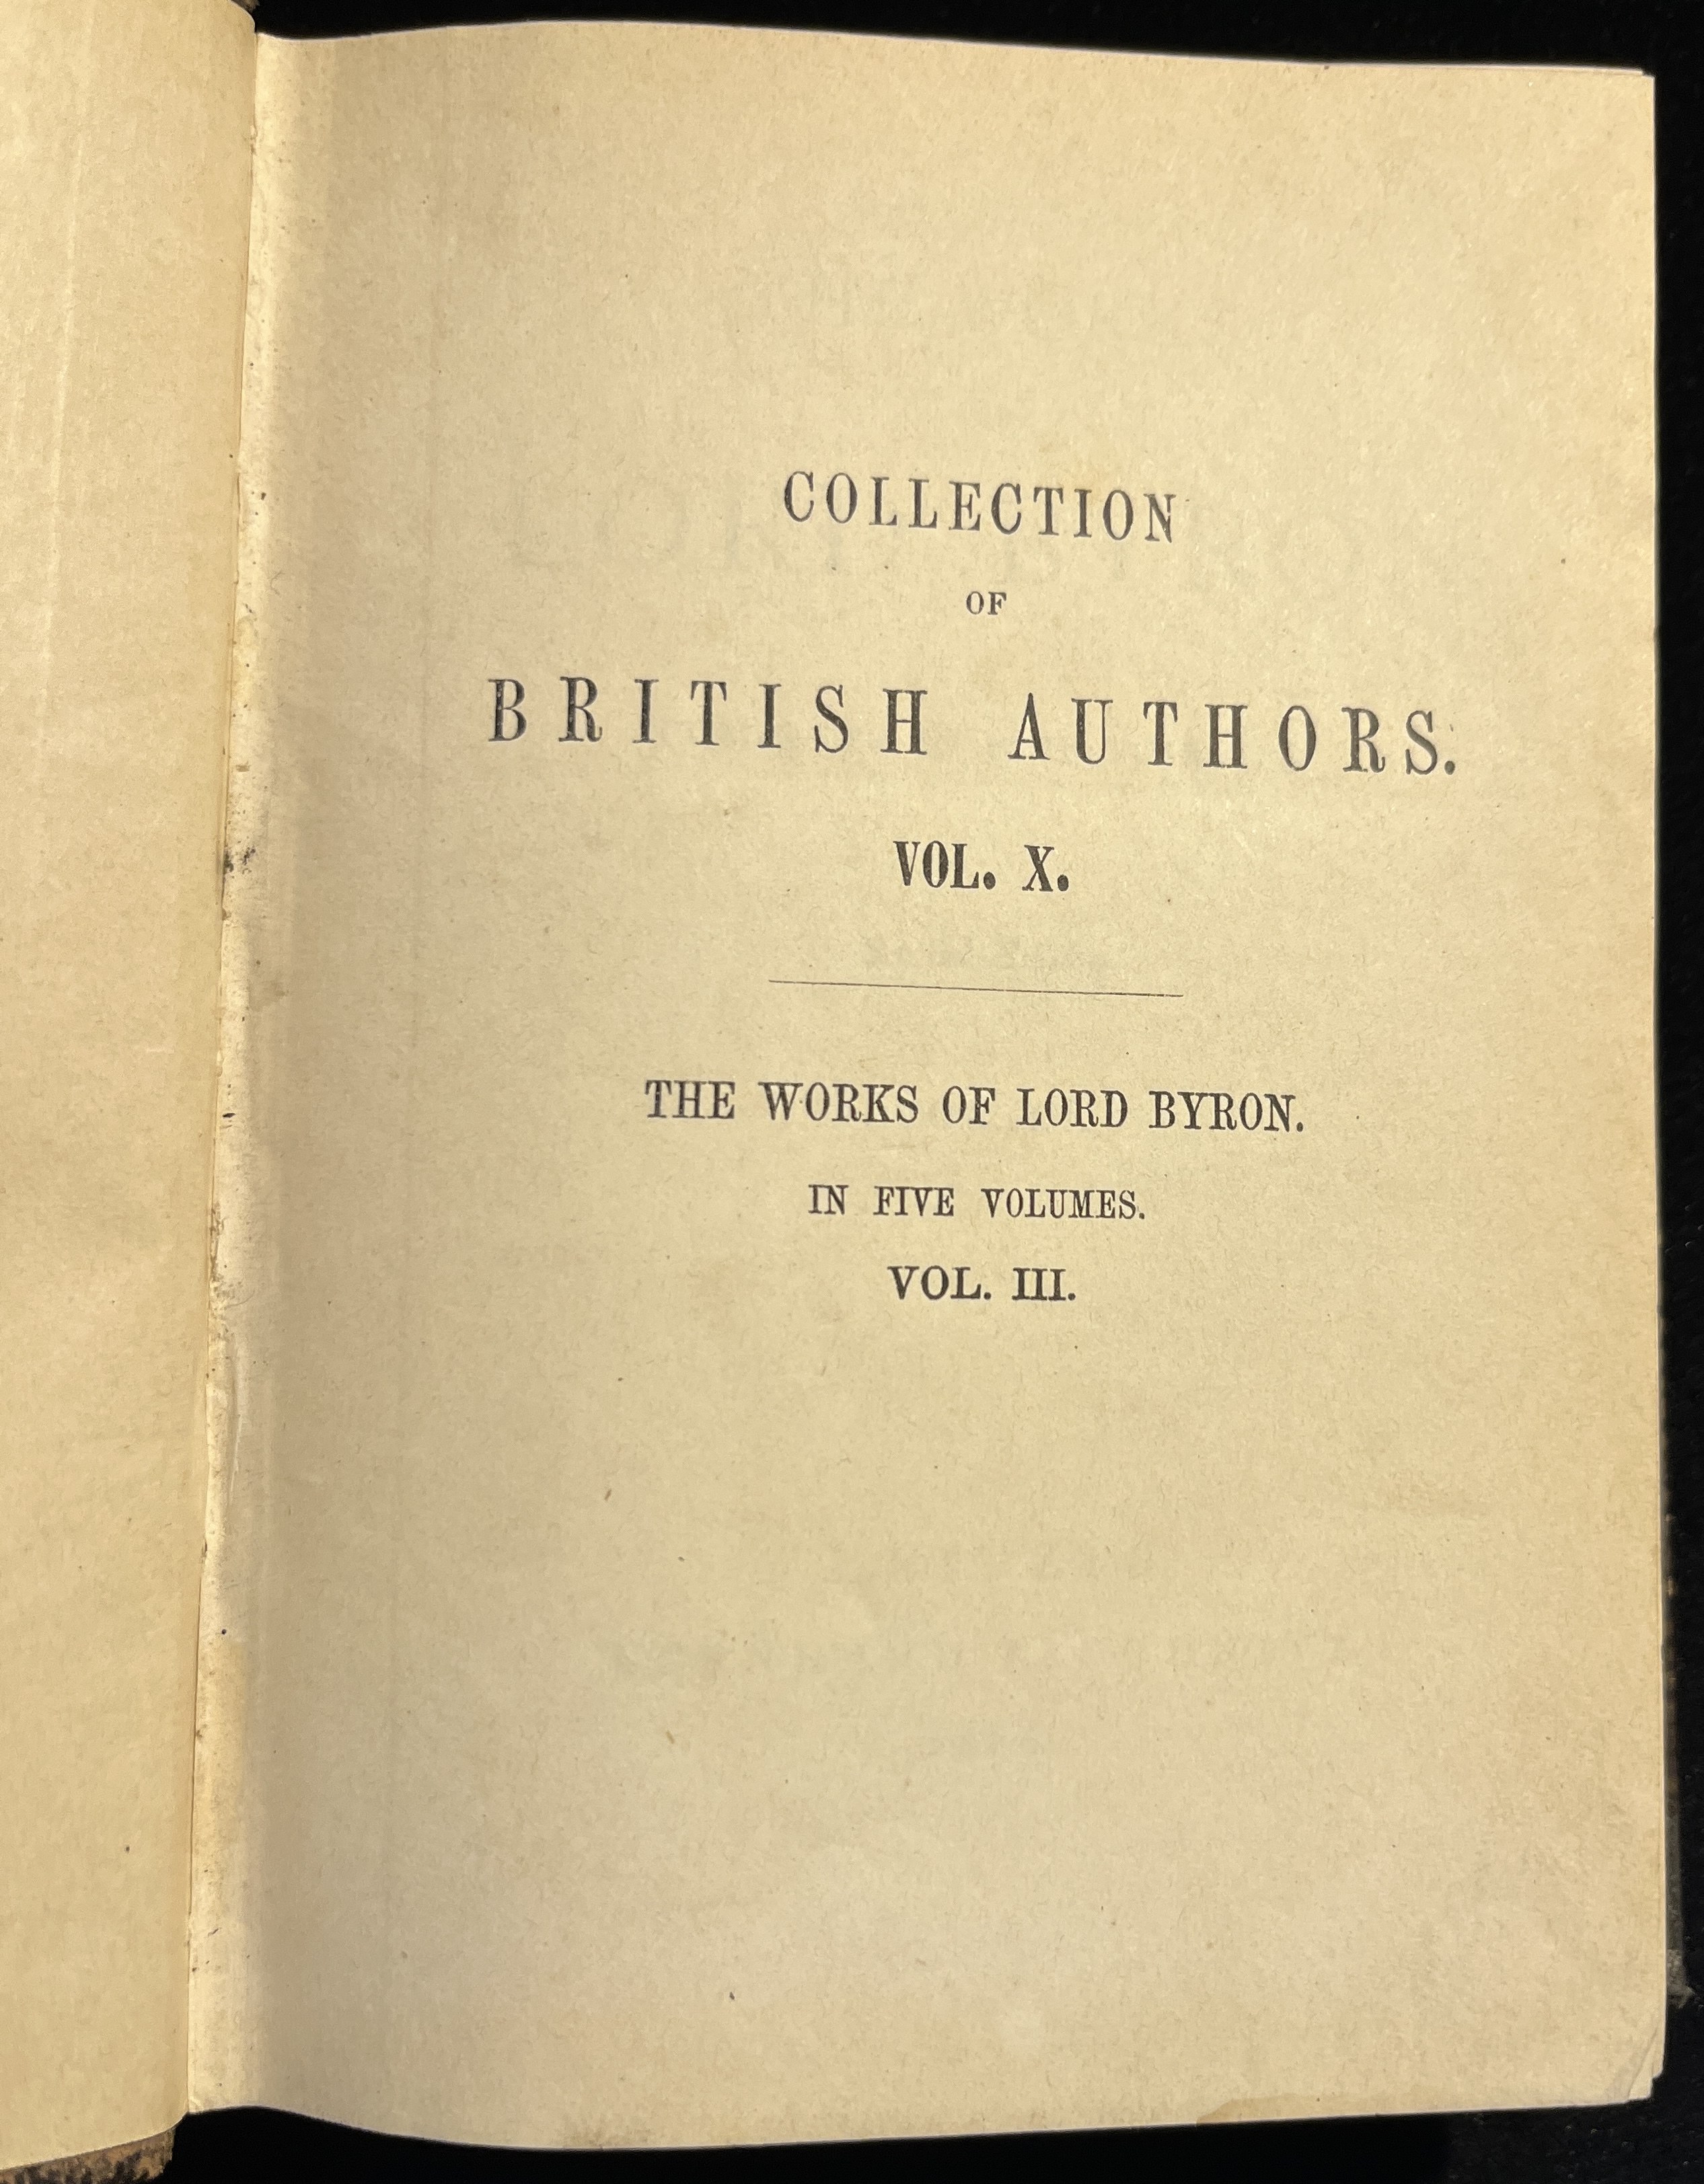 COLLECTION
OF
BRITISH AUTHORS.
VOL. X.
THE WORKS OF LORD BYRON.
IN FIVE VOLUMES.
VOL. III.